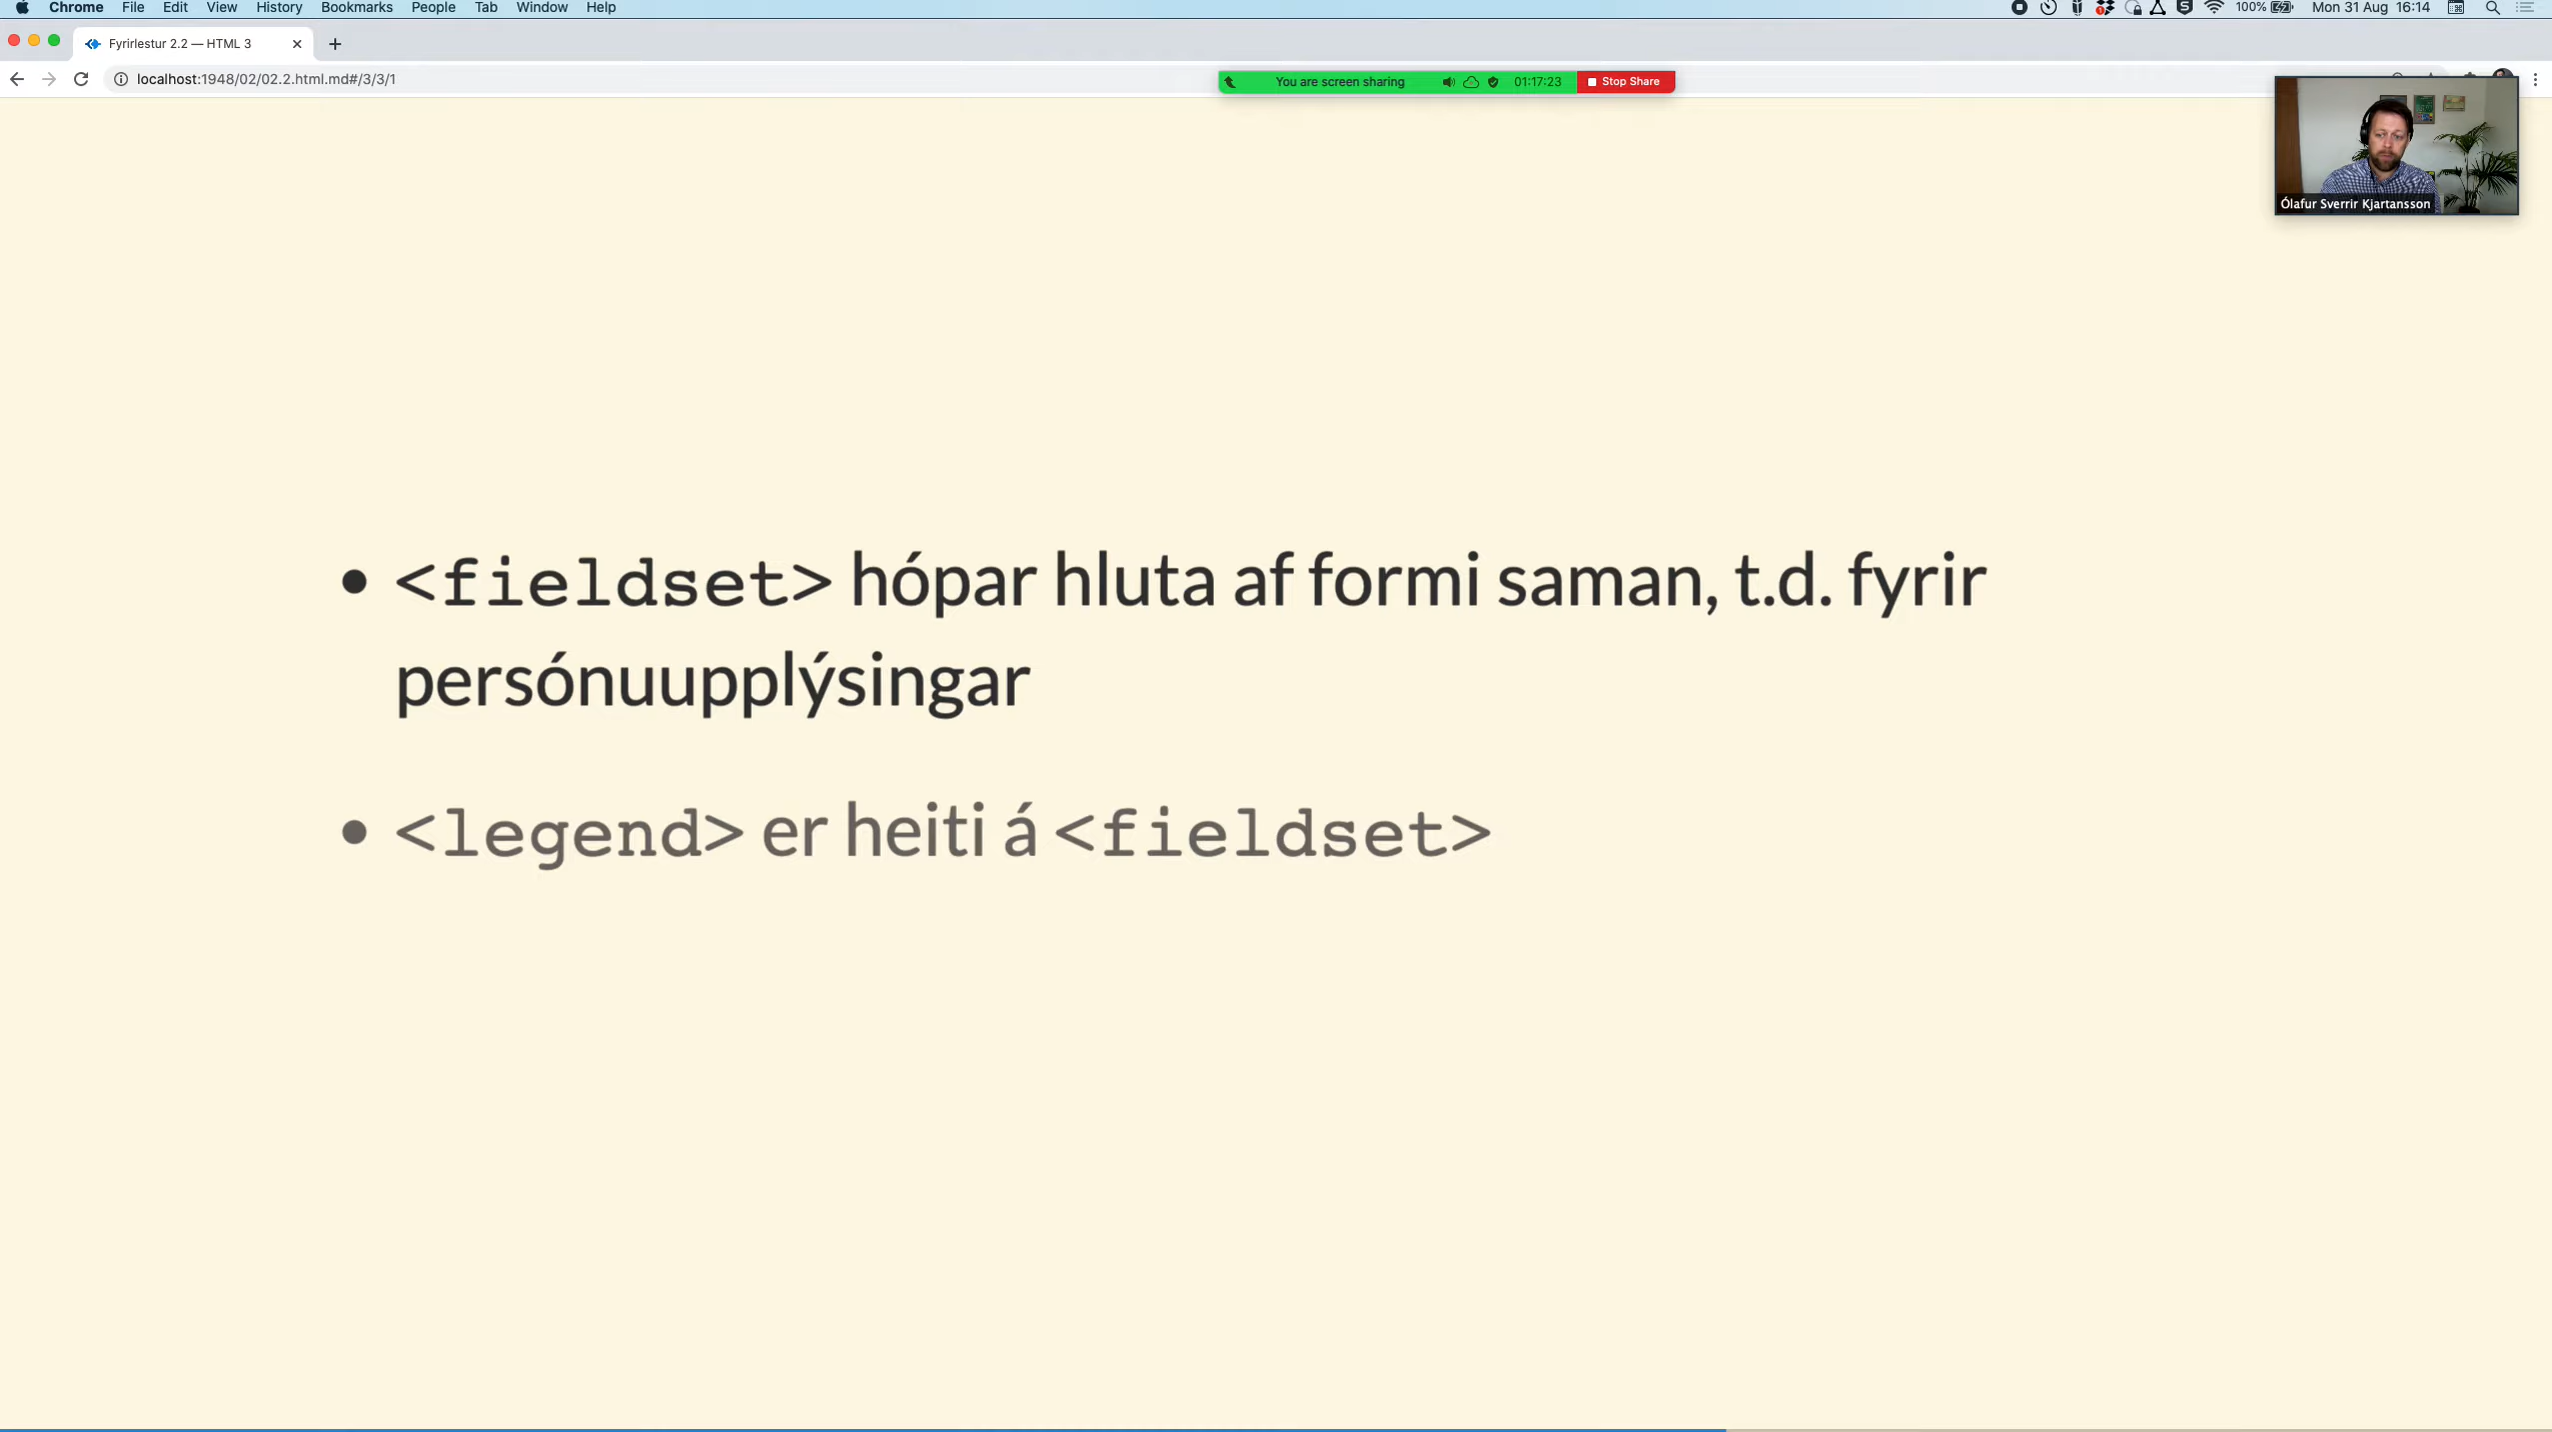 Chrome File Edit View History Bookmarks People Tab Window Help
100% Mon 31 Aug 16:14
Fyrirlestur 2.2 — HTML 3
localhost:1948/02/02.2.html.md#/3/3/1
You are screen sharing 01:17:23 Stop Share
Ólafur Sverrir Kjartansson
• <fieldset> hópar hluta af formi saman, t.d. fyrir
persónuupplýsingar
• <legend> er heiti á <fieldset>